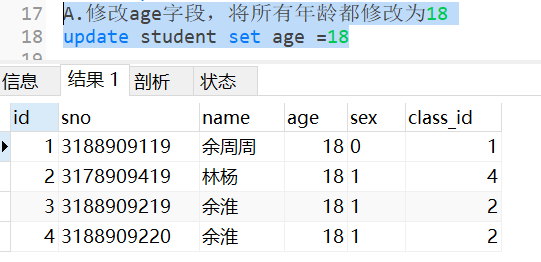 17 A.修改age字段，将所有年龄都修改为18
18 update student set age =18
19
信息 结果 1 剖析 状态
id sno name age sex class_id
1 3188909119 余周周 18 0 1
2 3178909419 林杨 18 1 4
3 3188909219 余淮 18 1 2
4 3188909220 余淮 18 1 2